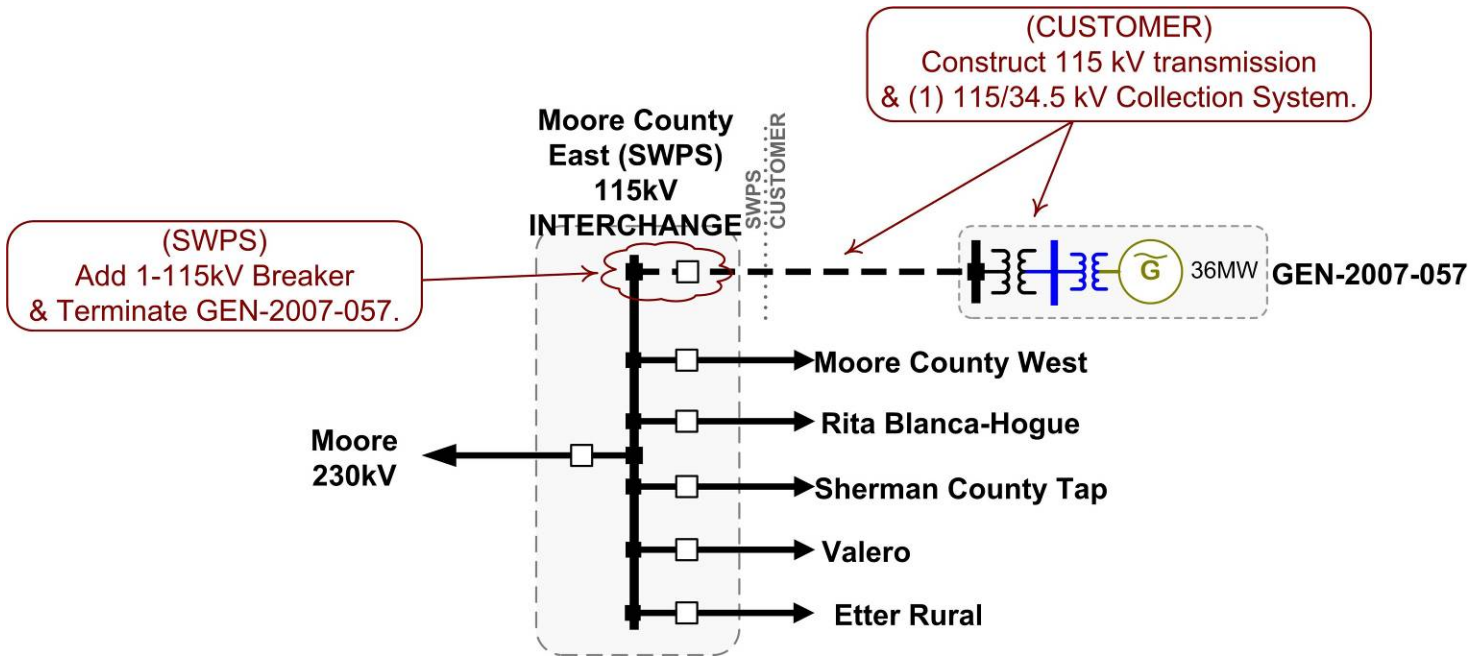 (CUSTOMER)
Construct 115 kV transmission
& (1) 115/34.5 kV Collection System.
Moore County
East (SWPS)
115kV
INTERCHANGE
SWPS
CUSTOMER
(SWPS)
Add 1-115kV Breaker
& Terminate GEN-2007-057.
G
36MW
GEN-2007-057
Moore County West
Rita Blanca-Hogue
Moore
230kV
Sherman County Tap
Valero
Etter Rural